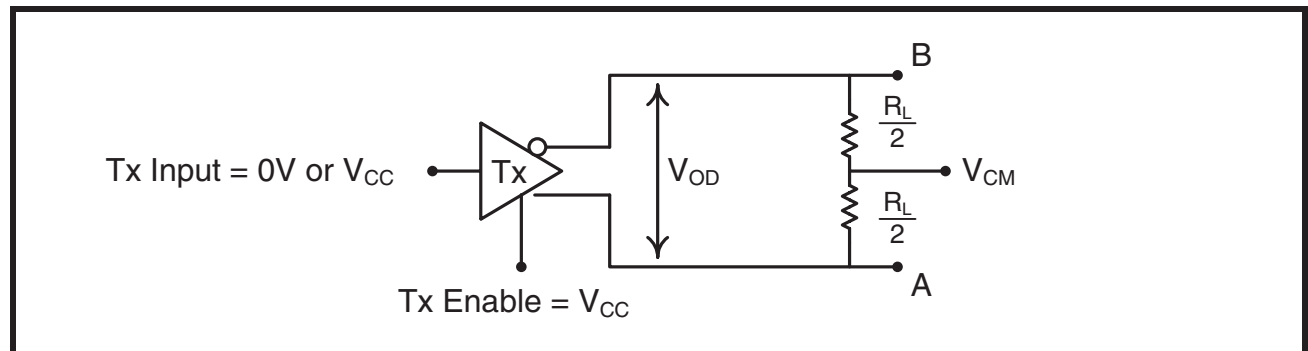 B
R_L
2
Tx Input = 0V or V_CC
Tx
V_OD
V_CM
R_L
2
A
Tx Enable = V_CC